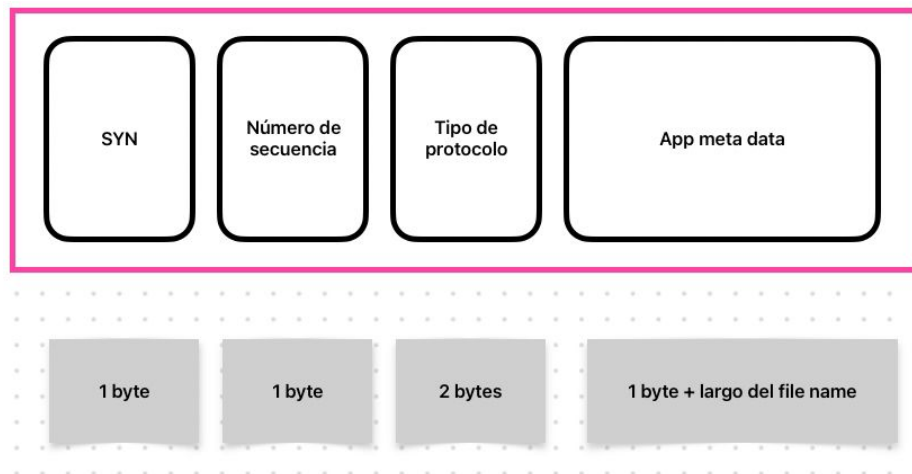 SYN
Número de
secuencia
Tipo de
protocolo
App meta data
1 byte
1 byte
2 bytes
1 byte + largo del file name